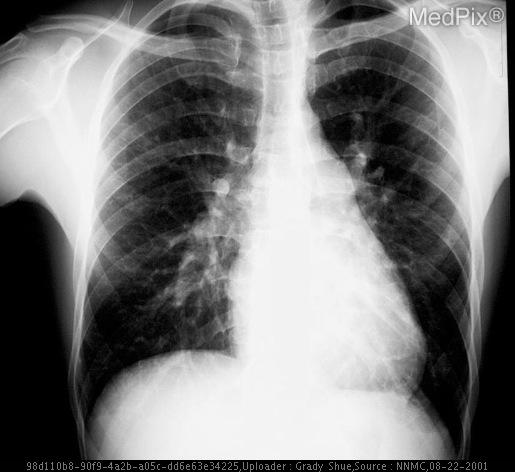 MedPix®
98d110b8-90f9-4a2b-a05c-dd6e63e34225,Uploader : Grady Shue,Source : NNMC,08-22-2001